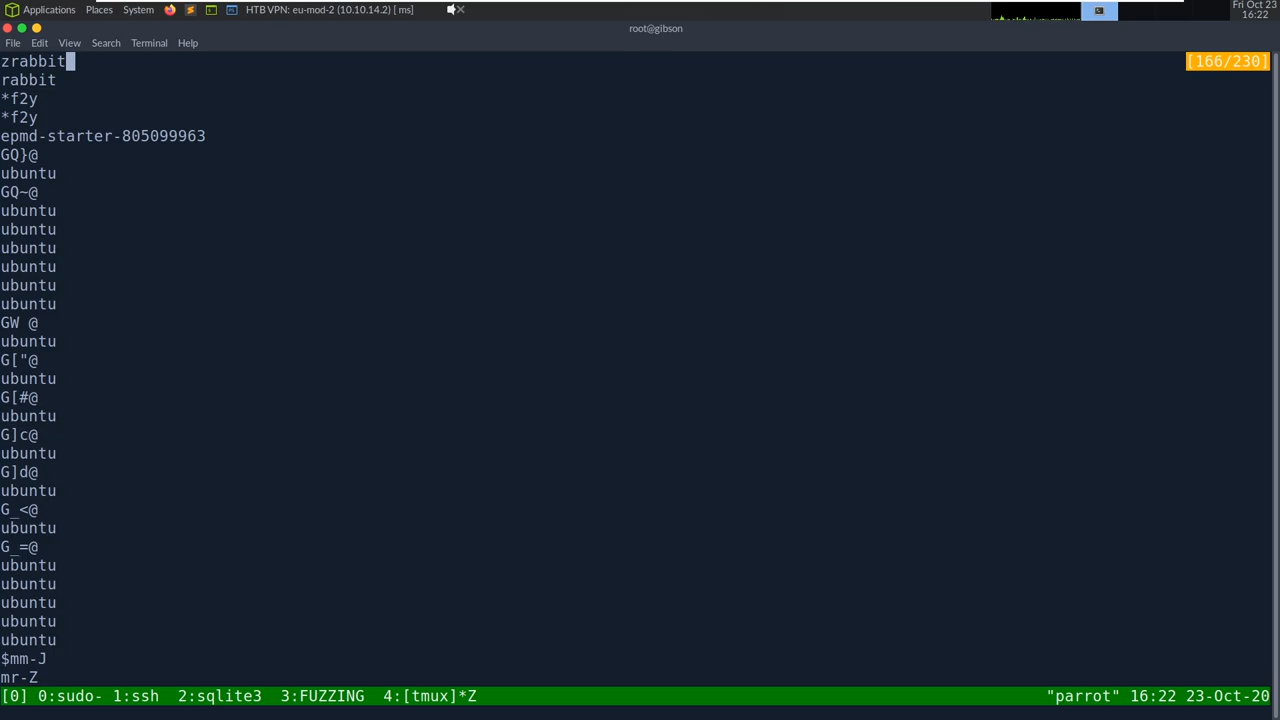 Applications Places System HTB VPN: eu-mod-2 (10.10.14.2) [ ms] Fri Oct 23
16:22
root@gibson
File Edit View Search Terminal Help
zrabbit [166/230]
rabbit
*f2y
*f2y
epmd-starter-805099963
GQ}@
ubuntu
GQ~@
ubuntu
ubuntu
ubuntu
ubuntu
ubuntu
ubuntu
GW @
ubuntu
G["@
ubuntu
G[#@
ubuntu
G]c@
ubuntu
G]d@
ubuntu
G_<@
ubuntu
G_=@
ubuntu
ubuntu
ubuntu
ubuntu
ubuntu
$mm-J
mr-Z
[0] 0:sudo- 1:ssh 2:sqlite3 3:FUZZING 4:[tmux]*Z "parrot" 16:22 23-Oct-20